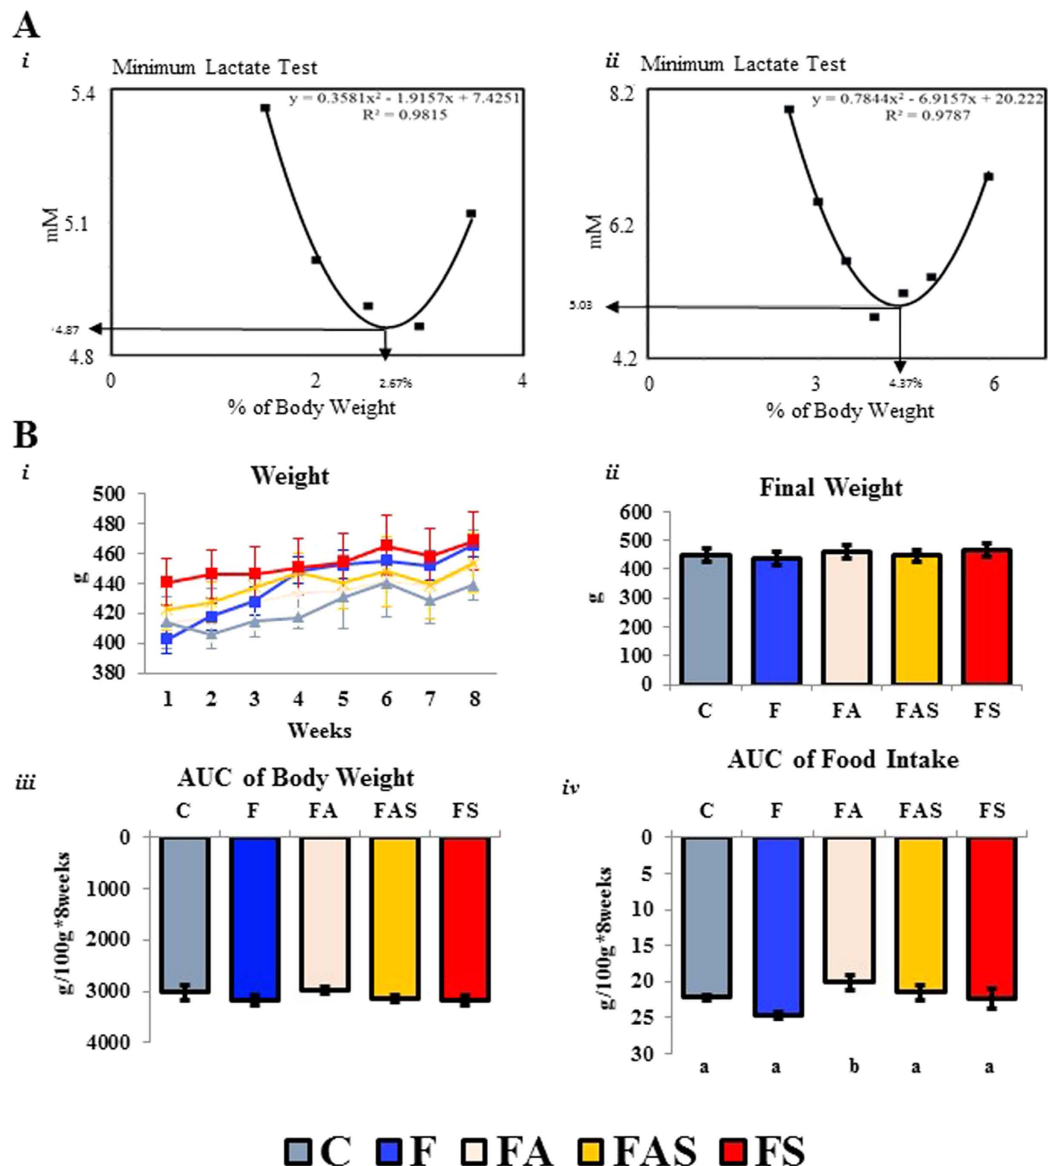 A
i
ii
Minimum Lactate Test
Minimum Lactate Test
5.4
y = 0.3581x² - 1.9157x + 7.4251
R² = 0.9815
8.2
y = 0.7844x² - 6.9157x + 20.222
R² = 0.9787
mM
5.1
mM
6.2
4.87
5.03
4.8
4.2
0
2
2.67%
4
0
3
4.37%
6
% of Body Weight
% of Body Weight
B
i
Weight
500
480
460
440
420
400
380
g
1 2 3 4 5 6 7 8
Weeks
ii
Final Weight
600
500
400
300
200
100
0
g
C F FA FAS FS
iii
AUC of Body Weight
C F FA FAS FS
0
1000
2000
3000
4000
g/100g*8weeks
iv
AUC of Food Intake
C F FA FAS FS
0
5
10
15
20
25
30
g/100g*8weeks
a a b a a
C F FA FAS FS